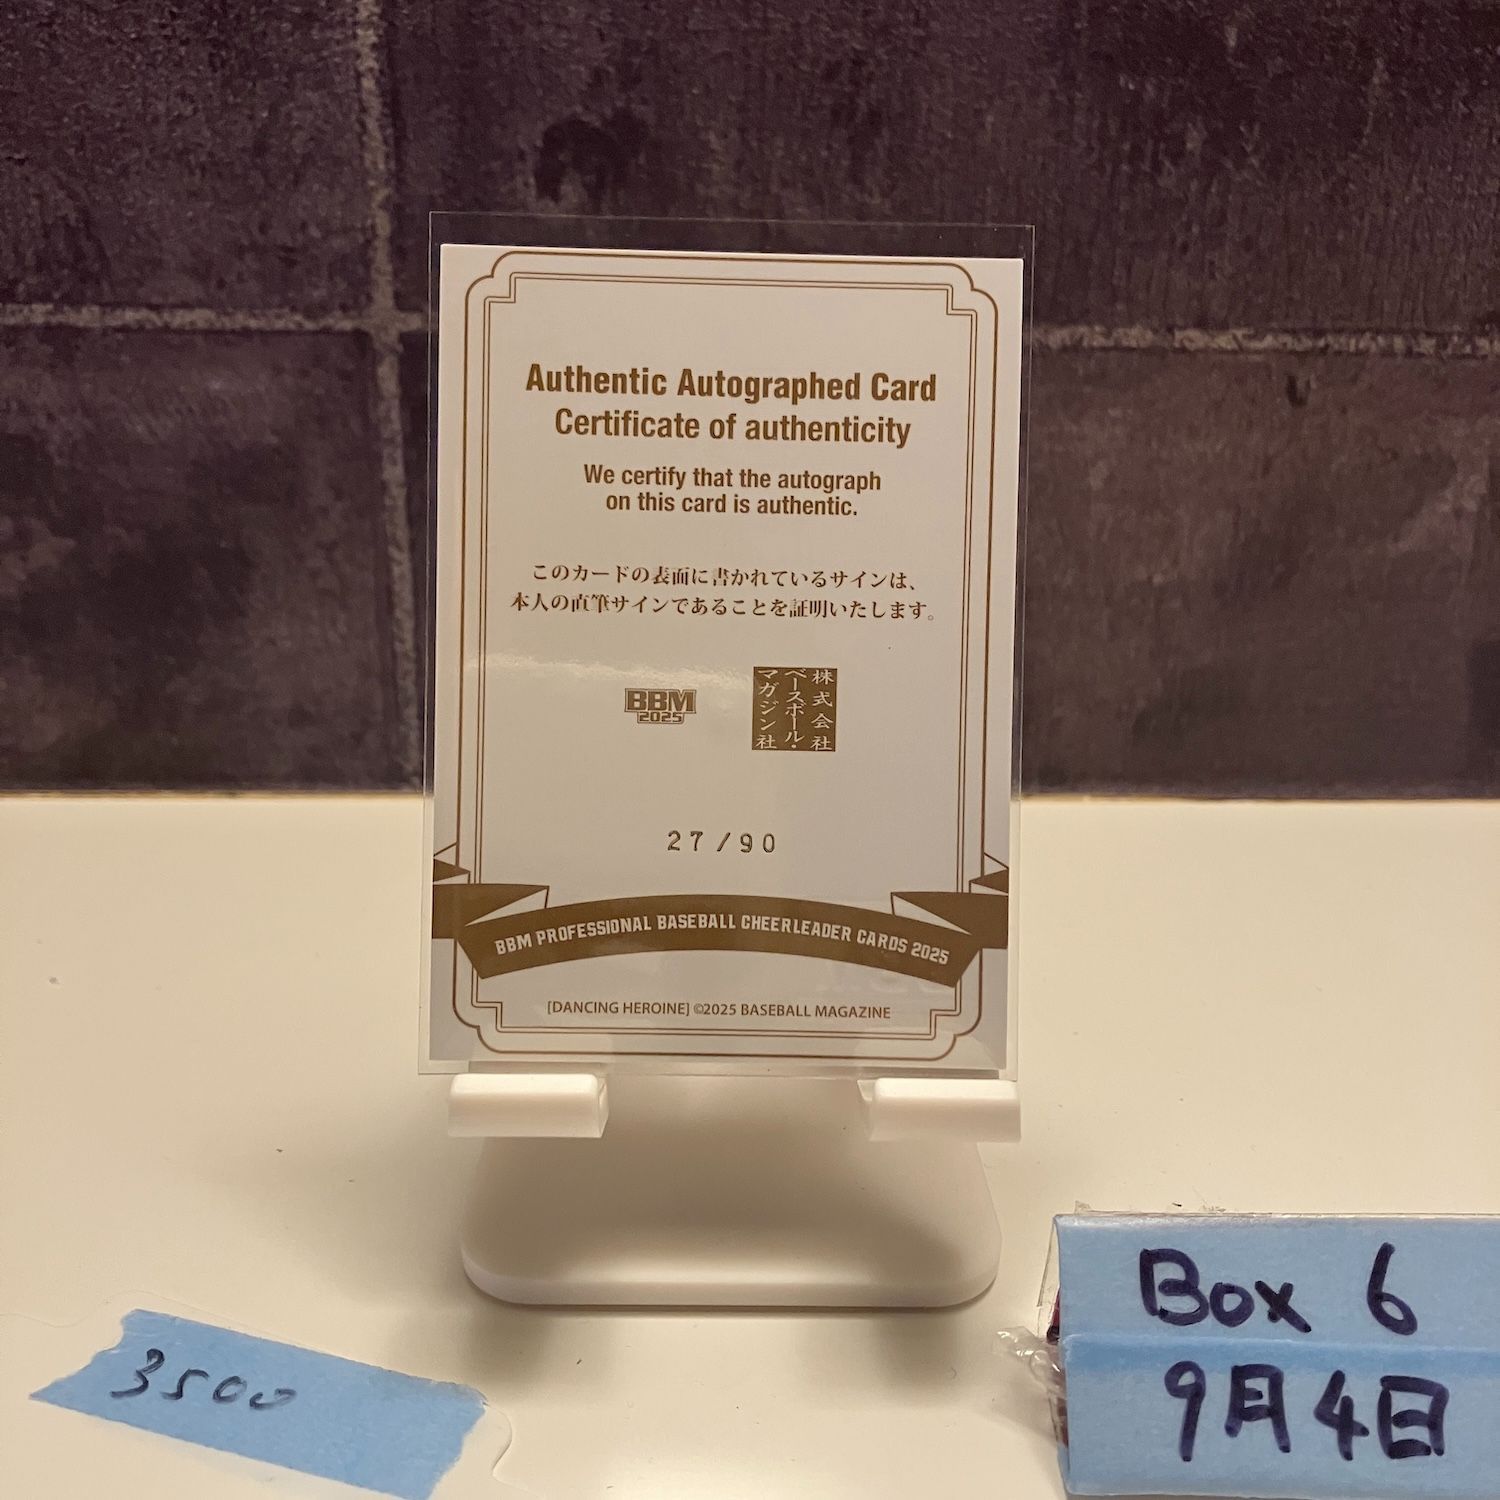 Authentic Autographed Card
Certificate of authenticity
We certify that the autograph
on this card is authentic.
このカードの表面に書かれているサインは、
本人の直筆サインであることを証明いたします。
BBM
2025
株式会社
ベースボール・
マガジン社
27/90
BBM PROFESSIONAL BASEBALL CHEERLEADER CARDS 2025
[DANCING HEROINE] ©2025 BASEBALL MAGAZINE
3500
Box 6
9月4日